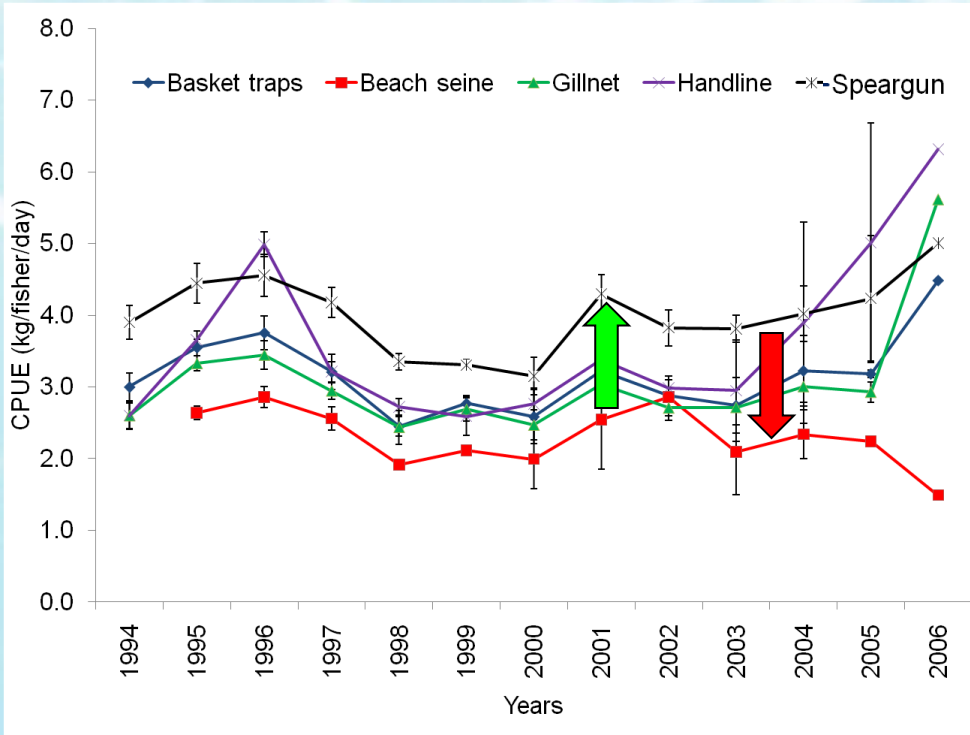 8.0
Basket traps Beach seine Gillnet Handline Speargun
7.0
6.0
5.0
4.0
3.0
2.0
1.0
0.0
CPUE (kg/fisher/day)
1994 1995 1996 1997 1998 1999 2000 2001 2002 2003 2004 2005 2006
Years